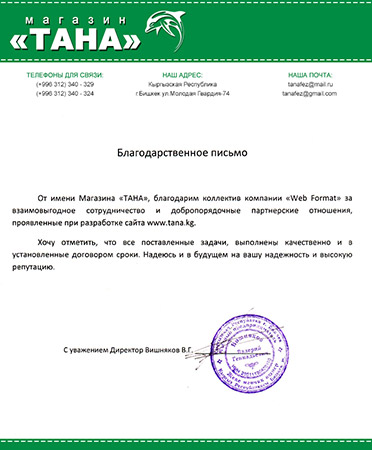 магазин
«ТАНА»
ТЕЛЕФОНЫ ДЛЯ СВЯЗИ:
(+996 312) 340 - 329
(+996 312) 340 - 324
НАШ АДРЕС:
Кыргызская Республика
г.Бишкек ул.Молодая Гвардия-74
НАША ПОЧТА:
tanafez@mail.ru
tanafez@gmail.com
Благодарственное письмо
От имени Магазина «ТАНА», благодарим коллектив компании «Web Format» за
взаимовыгодное сотрудничество и добропорядочные партнерские отношения,
проявленные при разработке сайта www.tana.kg.
Хочу отметить, что все поставленные задачи, выполнены качественно и в
установленные договором сроки. Надеюсь и в будущем на вашу надежность и высокую
репутацию.
С уважением Директор Вишняков В.Г.